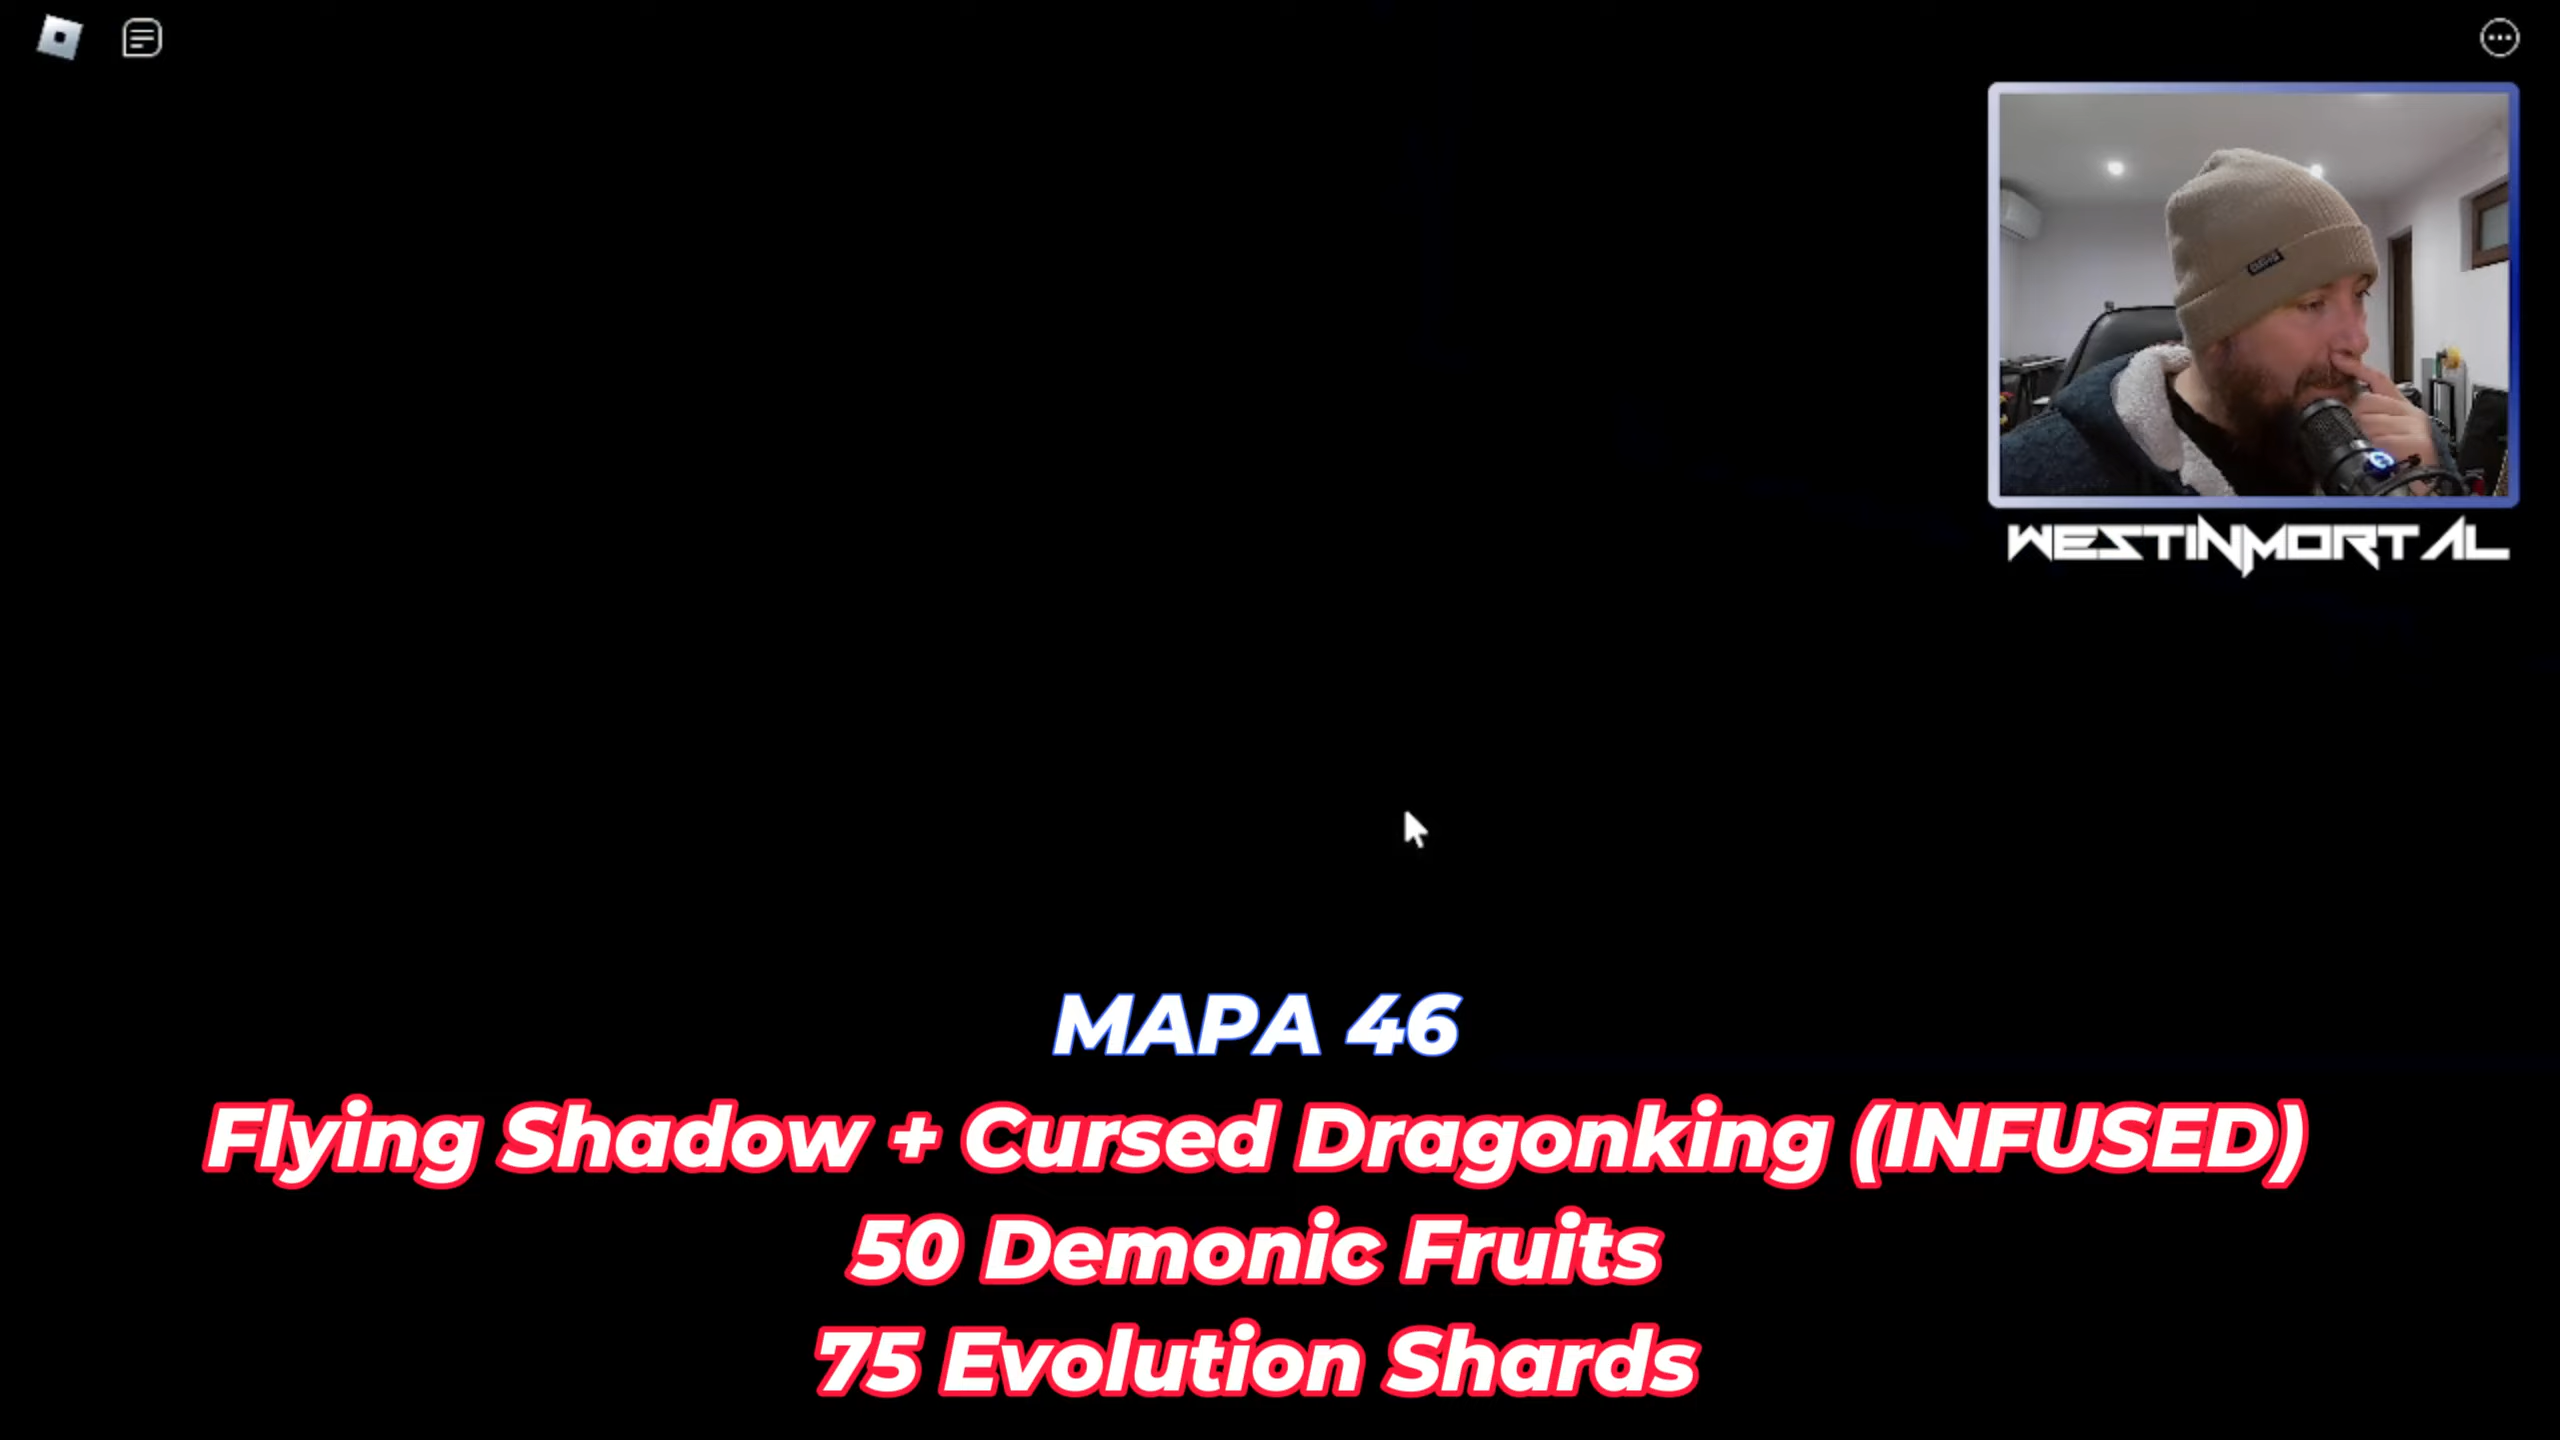 WESTINMORTAL
MAPA 46
Flying Shadow + Cursed Dragonking (INFUSED)
50 Demonic Fruits
75 Evolution Shards